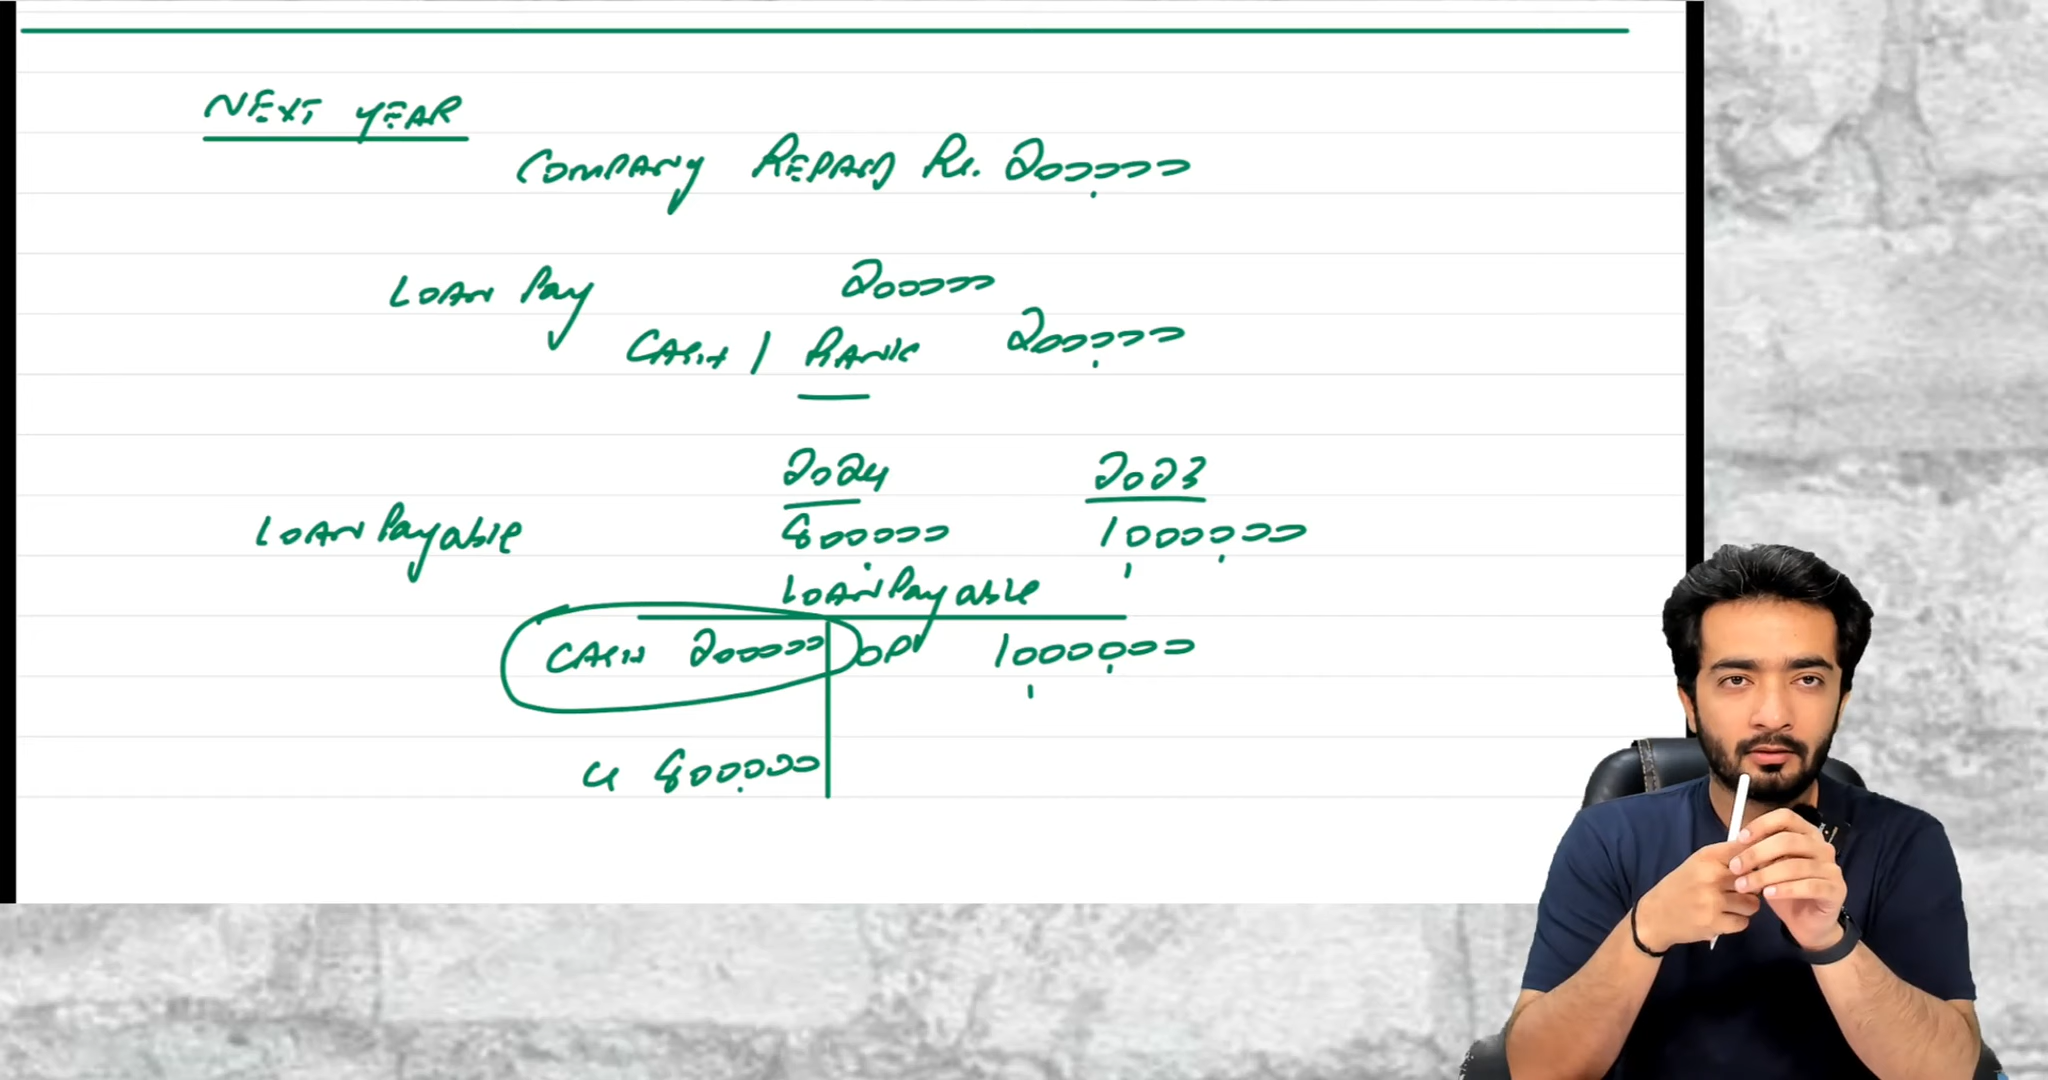 NEXT YEAR
COMPANY REPAID Rs. 200000
LOAN Pay 200000
CASH / BANK 200000
2024 2023
LOAN Payable 800000 1000000
LOAN Payable
CASH 200000 OP 1000000
cl 800000